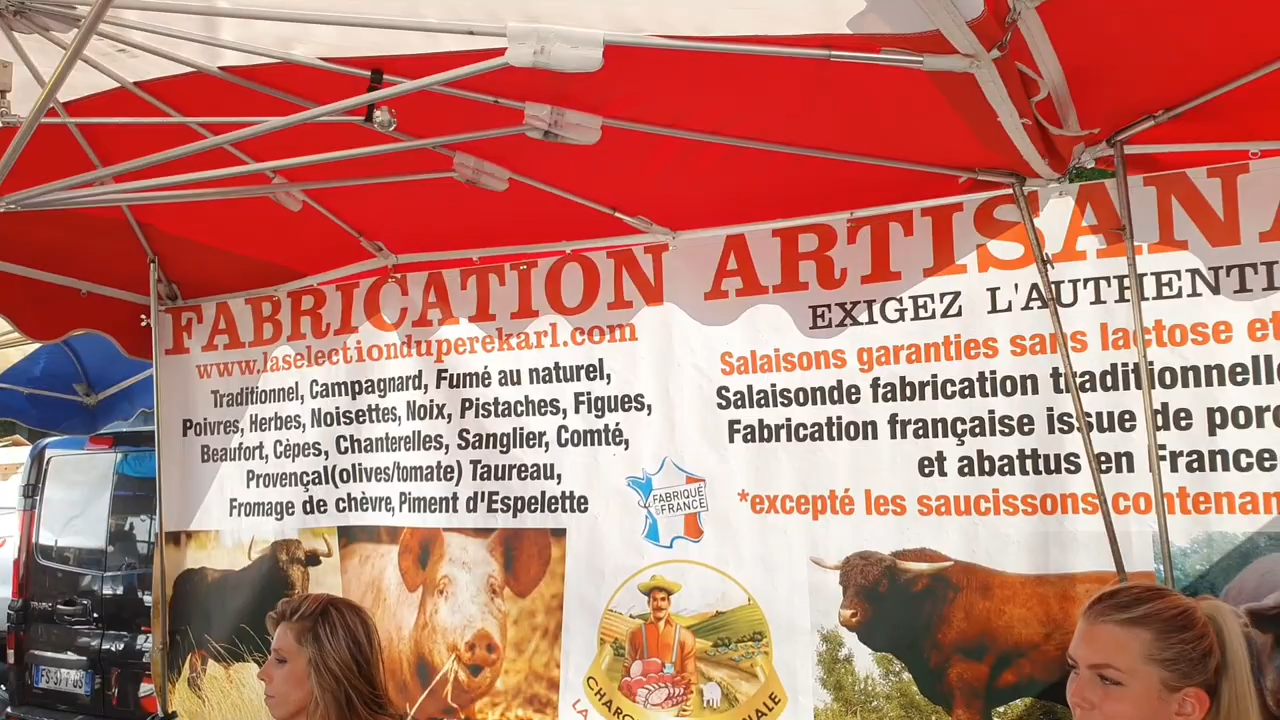 FABRICATION ARTISANA
EXIGEZ L'AUTHENTI
www.laselectionduperekarl.com
Traditionnel, Campagnard, Fumé au naturel,
Poivres, Herbes, Noisettes, Noix, Pistaches, Figues,
Beaufort, Cèpes, Chanterelles, Sanglier, Comté,
Provençal(olives/tomate) Taureau,
Fromage de chèvre, Piment d'Espelette
Salaisons garanties sans lactose et
Salaisonde fabrication traditionnelle
Fabrication française issue de porc
et abattus en France
*excepté les saucissons contenan
FABRIQUÉ
EN FRANCE
TRAFIC